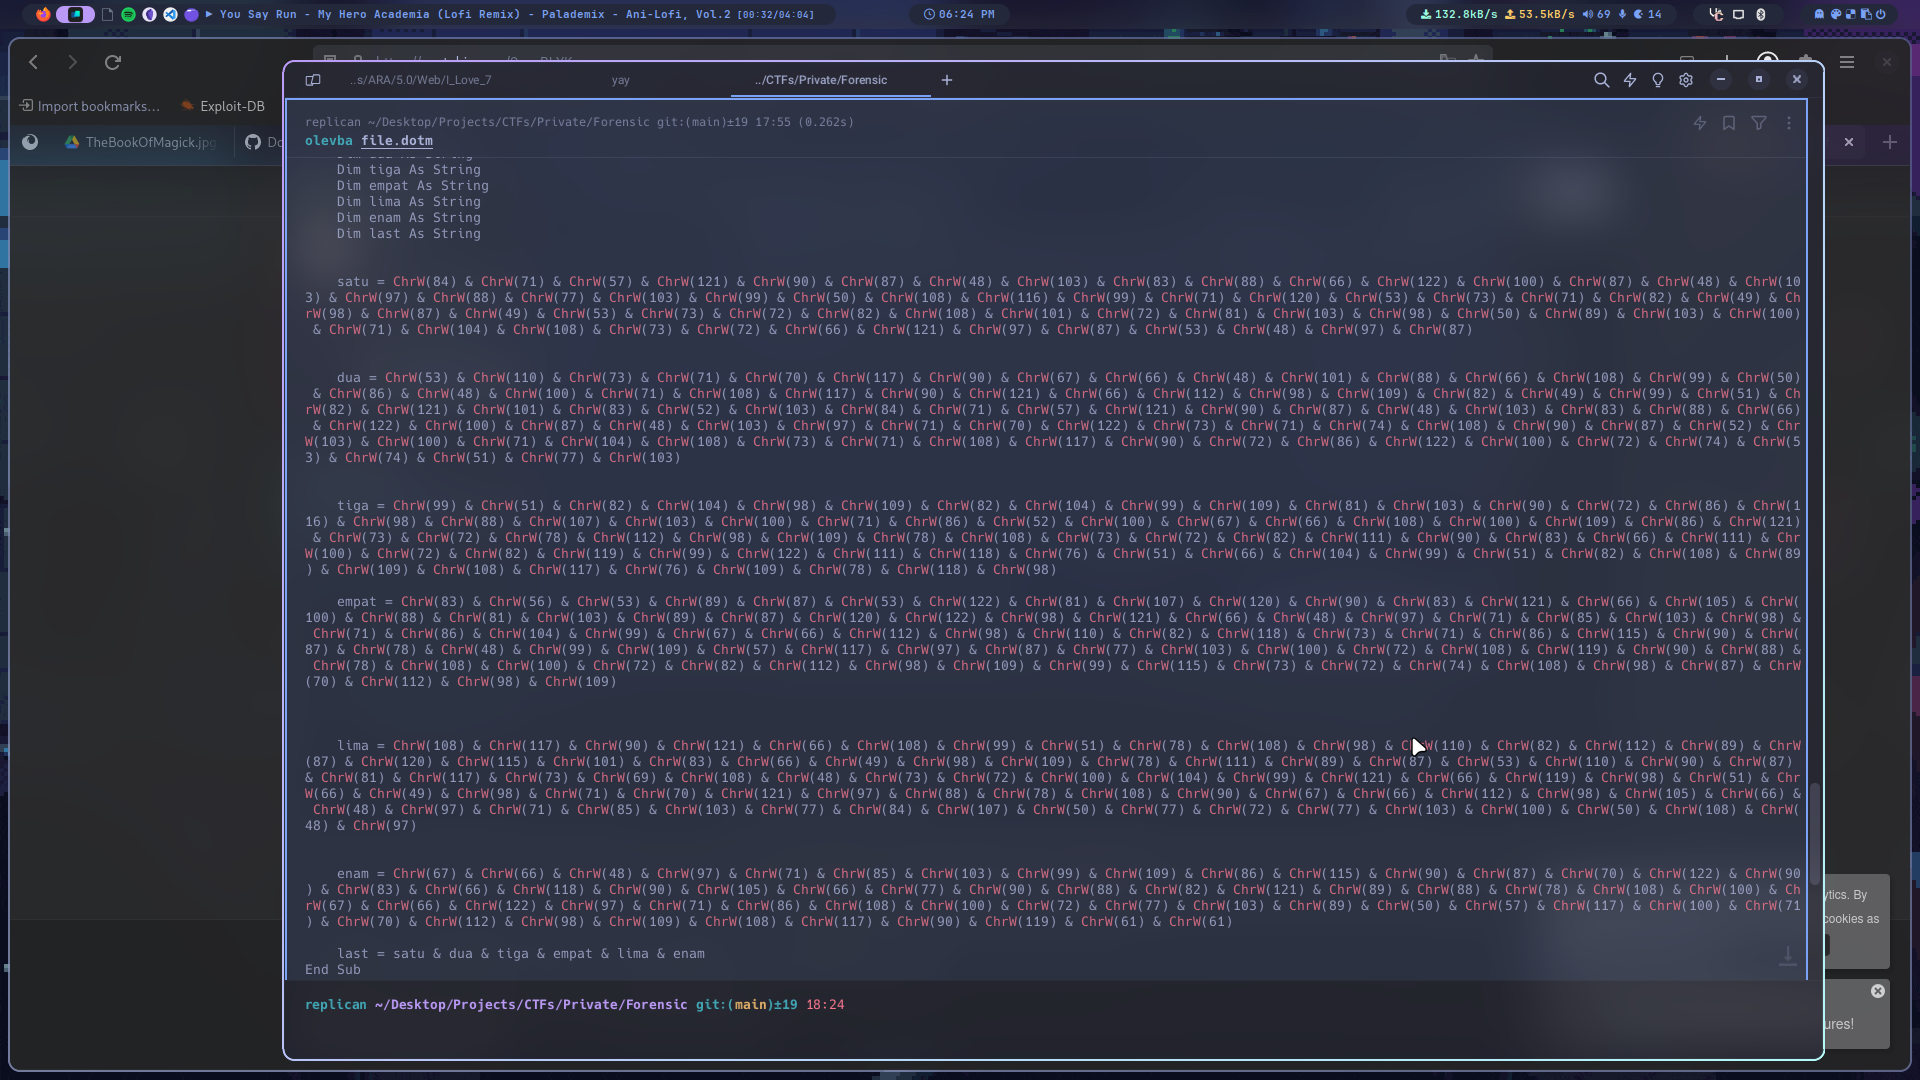 You Say Run - My Hero Academia (Lofi Remix) - Palademix - Ani-Lofi, Vol.2 [00:32/04:04]
06:24 PM
132.8kB/s 53.5kB/s 69 14
..s/ARA/5.0/Web/I_Love_7
yay
../CTFs/Private/Forensic
Import bookmarks...
Exploit-DB
TheBookOfMagick.jpg
replican ~/Desktop/Projects/CTFs/Private/Forensic git:(main)±19 17:55 (0.262s)
olevba file.dotm
Dim tiga As String
Dim empat As String
Dim lima As String
Dim enam As String
Dim last As String
satu = ChrW(84) & ChrW(71) & ChrW(57) & ChrW(121) & ChrW(90) & ChrW(87) & ChrW(48) & ChrW(103) & ChrW(83) & ChrW(88) & ChrW(66) & ChrW(122) & ChrW(100) & ChrW(87) & ChrW(48) & ChrW(10
3) & ChrW(97) & ChrW(88) & ChrW(77) & ChrW(103) & ChrW(99) & ChrW(50) & ChrW(108) & ChrW(116) & ChrW(99) & ChrW(71) & ChrW(120) & ChrW(53) & ChrW(73) & ChrW(71) & ChrW(82) & ChrW(49) & Ch
rW(98) & ChrW(87) & ChrW(49) & ChrW(53) & ChrW(73) & ChrW(72) & ChrW(82) & ChrW(108) & ChrW(101) & ChrW(72) & ChrW(81) & ChrW(103) & ChrW(98) & ChrW(50) & ChrW(89) & ChrW(103) & ChrW(100)
& ChrW(71) & ChrW(104) & ChrW(108) & ChrW(73) & ChrW(72) & ChrW(66) & ChrW(121) & ChrW(97) & ChrW(87) & ChrW(53) & ChrW(48) & ChrW(97) & ChrW(87)
dua = ChrW(53) & ChrW(110) & ChrW(73) & ChrW(71) & ChrW(70) & ChrW(117) & ChrW(90) & ChrW(67) & ChrW(66) & ChrW(48) & ChrW(101) & ChrW(88) & ChrW(66) & ChrW(108) & ChrW(99) & ChrW(50)
& ChrW(86) & ChrW(48) & ChrW(100) & ChrW(71) & ChrW(108) & ChrW(117) & ChrW(90) & ChrW(121) & ChrW(66) & ChrW(112) & ChrW(98) & ChrW(109) & ChrW(82) & ChrW(49) & ChrW(99) & ChrW(51) & Ch
rW(82) & ChrW(121) & ChrW(101) & ChrW(83) & ChrW(52) & ChrW(103) & ChrW(84) & ChrW(71) & ChrW(57) & ChrW(121) & ChrW(90) & ChrW(87) & ChrW(48) & ChrW(103) & ChrW(83) & ChrW(88) & ChrW(66)
& ChrW(122) & ChrW(100) & ChrW(87) & ChrW(48) & ChrW(103) & ChrW(97) & ChrW(71) & ChrW(70) & ChrW(122) & ChrW(73) & ChrW(71) & ChrW(74) & ChrW(108) & ChrW(90) & ChrW(87) & ChrW(52) & Chr
W(103) & ChrW(100) & ChrW(71) & ChrW(104) & ChrW(108) & ChrW(73) & ChrW(71) & ChrW(108) & ChrW(117) & ChrW(90) & ChrW(72) & ChrW(86) & ChrW(122) & ChrW(100) & ChrW(72) & ChrW(74) & ChrW(5
3) & ChrW(74) & ChrW(51) & ChrW(77) & ChrW(103)
tiga = ChrW(99) & ChrW(51) & ChrW(82) & ChrW(104) & ChrW(98) & ChrW(109) & ChrW(82) & ChrW(104) & ChrW(99) & ChrW(109) & ChrW(81) & ChrW(103) & ChrW(90) & ChrW(72) & ChrW(86) & ChrW(1
16) & ChrW(98) & ChrW(88) & ChrW(107) & ChrW(103) & ChrW(100) & ChrW(71) & ChrW(86) & ChrW(52) & ChrW(100) & ChrW(67) & ChrW(66) & ChrW(108) & ChrW(100) & ChrW(109) & ChrW(86) & ChrW(121)
& ChrW(73) & ChrW(72) & ChrW(78) & ChrW(112) & ChrW(98) & ChrW(109) & ChrW(78) & ChrW(108) & ChrW(73) & ChrW(72) & ChrW(82) & ChrW(111) & ChrW(90) & ChrW(83) & ChrW(66) & ChrW(111) & Chr
W(100) & ChrW(72) & ChrW(82) & ChrW(119) & ChrW(99) & ChrW(122) & ChrW(111) & ChrW(118) & ChrW(76) & ChrW(51) & ChrW(66) & ChrW(104) & ChrW(99) & ChrW(51) & ChrW(82) & ChrW(108) & ChrW(89
) & ChrW(109) & ChrW(108) & ChrW(117) & ChrW(76) & ChrW(109) & ChrW(78) & ChrW(118) & ChrW(98)
empat = ChrW(83) & ChrW(56) & ChrW(53) & ChrW(89) & ChrW(87) & ChrW(53) & ChrW(122) & ChrW(81) & ChrW(107) & ChrW(120) & ChrW(90) & ChrW(83) & ChrW(121) & ChrW(66) & ChrW(105) & ChrW(
100) & ChrW(88) & ChrW(81) & ChrW(103) & ChrW(89) & ChrW(87) & ChrW(120) & ChrW(122) & ChrW(98) & ChrW(121) & ChrW(66) & ChrW(48) & ChrW(97) & ChrW(71) & ChrW(85) & ChrW(103) & ChrW(98) &
ChrW(71) & ChrW(86) & ChrW(104) & ChrW(99) & ChrW(67) & ChrW(66) & ChrW(112) & ChrW(98) & ChrW(110) & ChrW(82) & ChrW(118) & ChrW(73) & ChrW(71) & ChrW(86) & ChrW(115) & ChrW(90) & ChrW(
87) & ChrW(78) & ChrW(48) & ChrW(99) & ChrW(109) & ChrW(57) & ChrW(117) & ChrW(97) & ChrW(87) & ChrW(77) & ChrW(103) & ChrW(100) & ChrW(72) & ChrW(108) & ChrW(119) & ChrW(90) & ChrW(88) &
ChrW(78) & ChrW(108) & ChrW(100) & ChrW(72) & ChrW(82) & ChrW(112) & ChrW(98) & ChrW(109) & ChrW(99) & ChrW(115) & ChrW(73) & ChrW(72) & ChrW(74) & ChrW(108) & ChrW(98) & ChrW(87) & ChrW
(70) & ChrW(112) & ChrW(98) & ChrW(109)
lima = ChrW(108) & ChrW(117) & ChrW(90) & ChrW(121) & ChrW(66) & ChrW(108) & ChrW(99) & ChrW(51) & ChrW(78) & ChrW(108) & ChrW(98) & ChrW(110) & ChrW(82) & ChrW(112) & ChrW(89) & ChrW
(87) & ChrW(120) & ChrW(115) & ChrW(101) & ChrW(83) & ChrW(66) & ChrW(49) & ChrW(98) & ChrW(109) & ChrW(78) & ChrW(111) & ChrW(89) & ChrW(87) & ChrW(53) & ChrW(110) & ChrW(90) & ChrW(87)
& ChrW(81) & ChrW(117) & ChrW(73) & ChrW(69) & ChrW(108) & ChrW(48) & ChrW(73) & ChrW(72) & ChrW(100) & ChrW(104) & ChrW(99) & ChrW(121) & ChrW(66) & ChrW(119) & ChrW(98) & ChrW(51) & Chr
W(66) & ChrW(49) & ChrW(98) & ChrW(71) & ChrW(70) & ChrW(121) & ChrW(97) & ChrW(88) & ChrW(78) & ChrW(108) & ChrW(90) & ChrW(67) & ChrW(66) & ChrW(112) & ChrW(98) & ChrW(105) & ChrW(66) &
ChrW(48) & ChrW(97) & ChrW(71) & ChrW(85) & ChrW(103) & ChrW(77) & ChrW(84) & ChrW(107) & ChrW(50) & ChrW(77) & ChrW(72) & ChrW(77) & ChrW(103) & ChrW(100) & ChrW(50) & ChrW(108) & ChrW(
48) & ChrW(97)
enam = ChrW(67) & ChrW(66) & ChrW(48) & ChrW(97) & ChrW(71) & ChrW(85) & ChrW(103) & ChrW(99) & ChrW(109) & ChrW(86) & ChrW(115) & ChrW(90) & ChrW(87) & ChrW(70) & ChrW(122) & ChrW(90
) & ChrW(83) & ChrW(66) & ChrW(118) & ChrW(90) & ChrW(105) & ChrW(66) & ChrW(77) & ChrW(90) & ChrW(88) & ChrW(82) & ChrW(121) & ChrW(89) & ChrW(88) & ChrW(78) & ChrW(108) & ChrW(100) & Ch
rW(67) & ChrW(66) & ChrW(122) & ChrW(97) & ChrW(71) & ChrW(86) & ChrW(108) & ChrW(100) & ChrW(72) & ChrW(77) & ChrW(103) & ChrW(89) & ChrW(50) & ChrW(57) & ChrW(117) & ChrW(100) & ChrW(71
) & ChrW(70) & ChrW(112) & ChrW(98) & ChrW(109) & ChrW(108) & ChrW(117) & ChrW(90) & ChrW(119) & ChrW(61) & ChrW(61)
last = satu & dua & tiga & empat & lima & enam
End Sub
replican ~/Desktop/Projects/CTFs/Private/Forensic git:(main)±19 18:24
ytics. By
cookies as
ures!